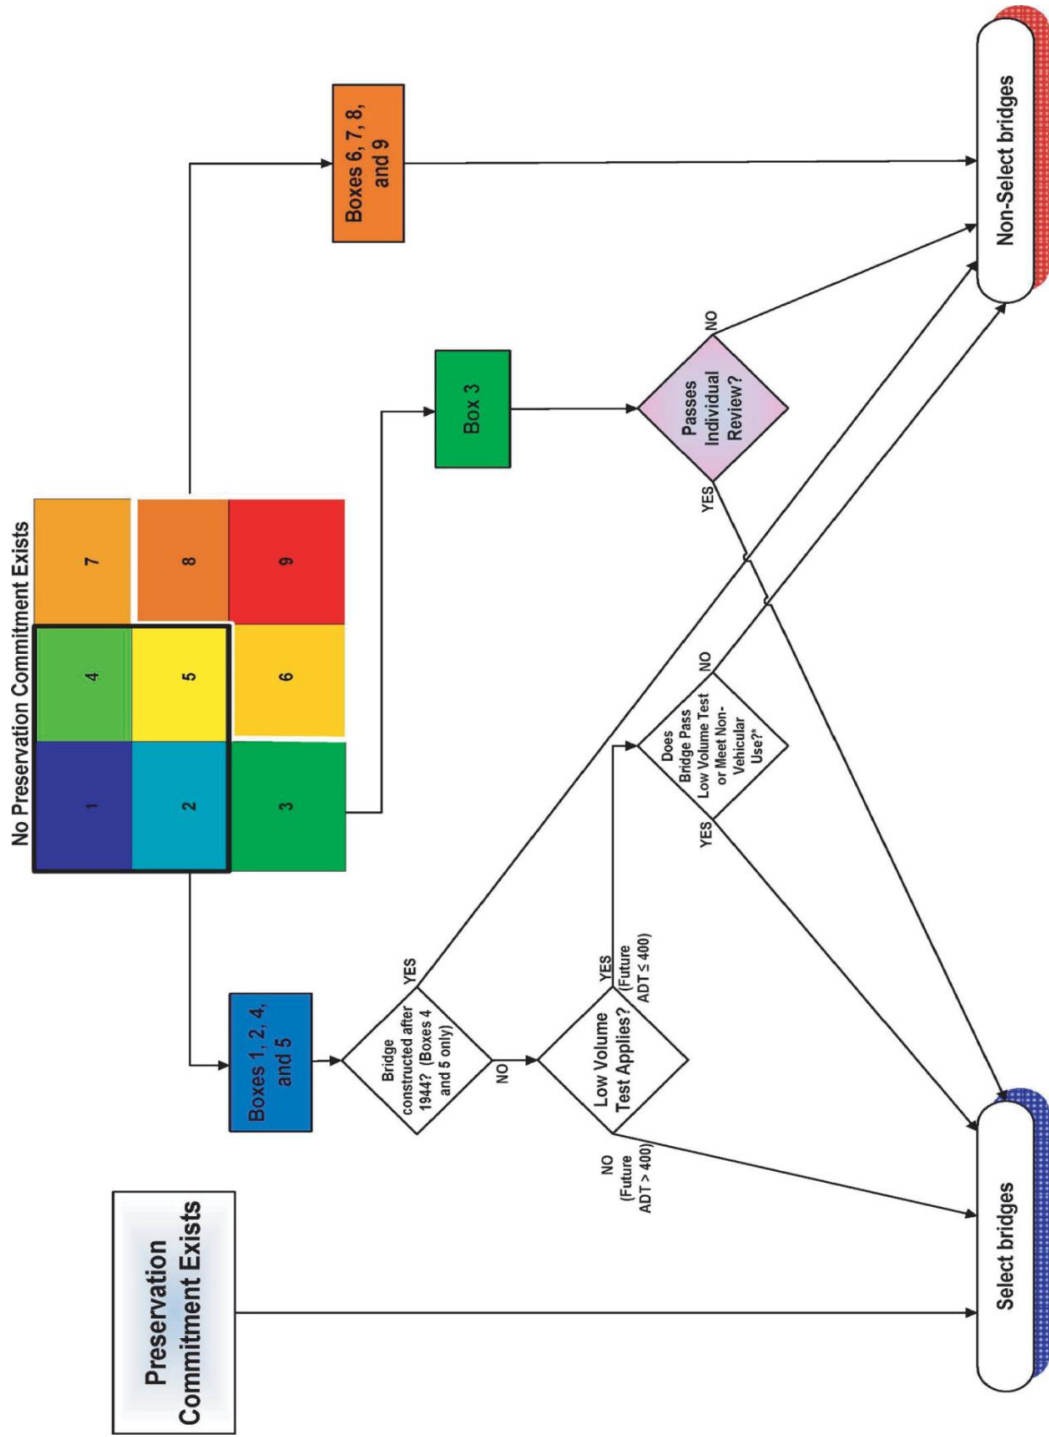 Preservation
Commitment Exists
No Preservation Commitment Exists
1
4
7
2
5
8
3
6
9
Boxes 1, 2, 4,
and 5
Box 3
Boxes 6, 7, 8,
and 9
Bridge
constructed after
1944? (Boxes 4
and 5 only)
YES
NO
Low Volume
Test Applies?
NO
(Future
ADT > 400)
YES
(Future
ADT ≤ 400)
Does
Bridge Pass
Low Volume Test
or Meet Non-
Vehicular
Use?*
YES
NO
Passes
Individual
Review?
YES
NO
Select bridges
Non-Select bridges